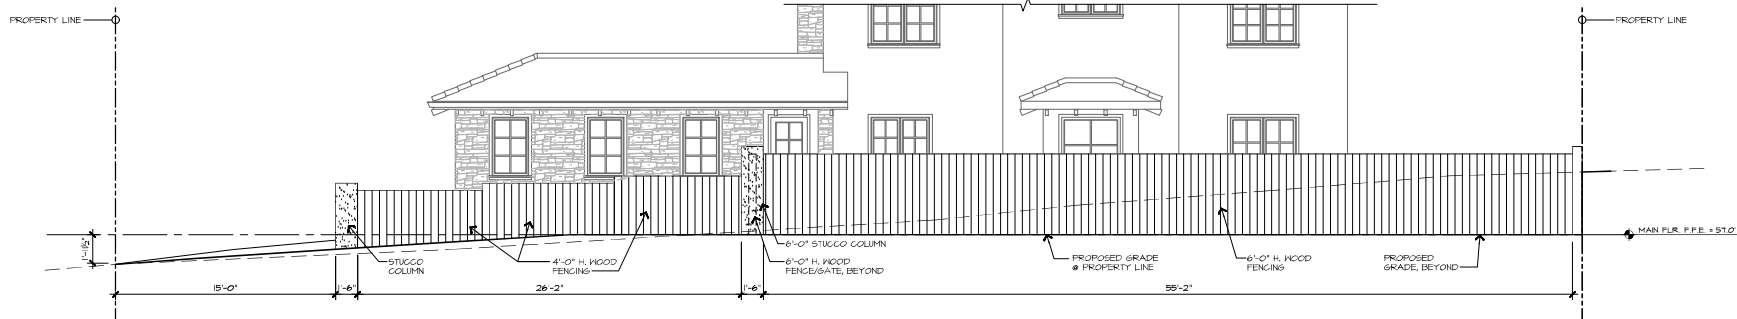 PROPERTY LINE
PROPERTY LINE
MAIN FLR. F.F.E. = 57.0'
1'-11½"
STUCCO
COLUMN
4'-0" H. WOOD
FENCING
6'-0" STUCCO COLUMN
6'-0" H. WOOD
FENCE/GATE, BEYOND
PROPOSED GRADE
@ PROPERTY LINE
6'-0" H. WOOD
FENCING
PROPOSED
GRADE, BEYOND
15'-0"
1'-6"
26'-2"
1'-6"
55'-2"